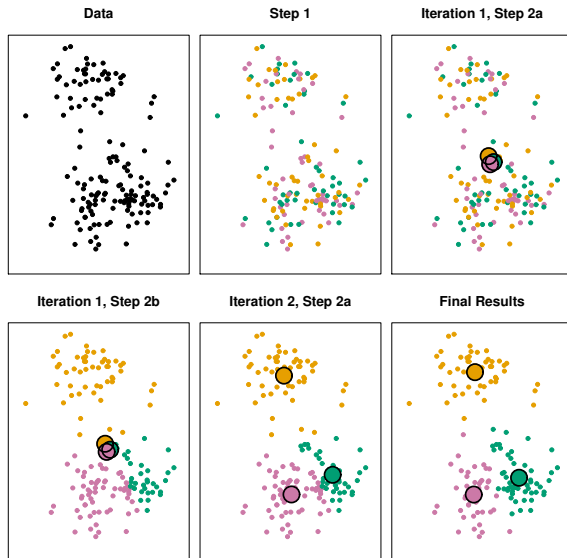 Data
Step 1
Iteration 1, Step 2a
Iteration 1, Step 2b
Iteration 2, Step 2a
Final Results